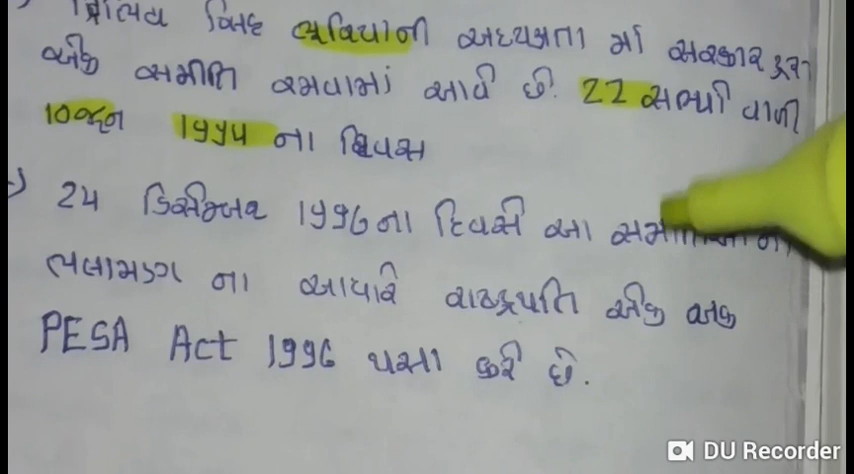 દિલીપ સિંહ ભુરિયાની અધ્યક્ષતા માં સરકાર દ્વારા
એક સમીતિ રચવામાં આવે છે. 22 સભ્યો વાળી
10 જૂન 1994 ના દિવસ
24 ડિસેમ્બર 1996 ના દિવસે આ
ભલામણ ના આધારે રાષ્ટ્રપતિ એક અક
PESA Act 1996 પસા કરે છે.
DU Recorder